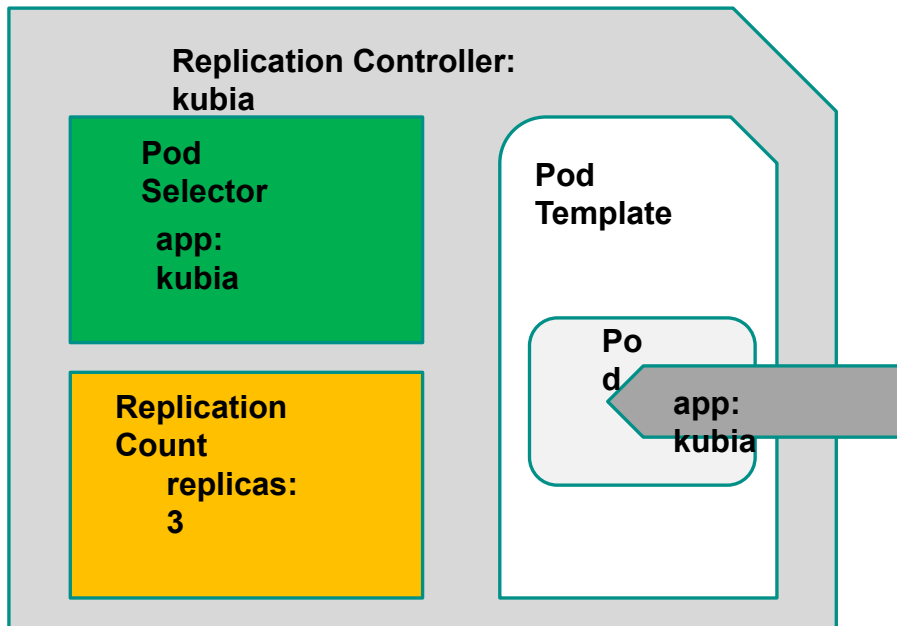 Replication Controller:
kubia
Pod
Selector
app:
kubia
Replication
Count
replicas:
3
Pod
Template
Po
d
app:
kubia